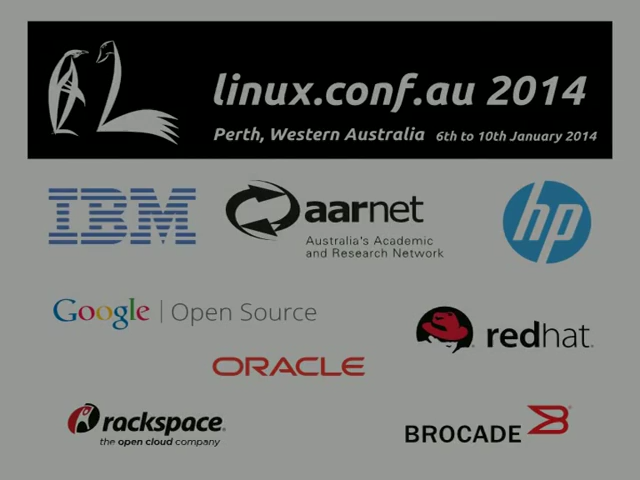 linux.conf.au 2014
Perth, Western Australia 6th to 10th January 2014
IBM
aarnet
Australia's Academic
and Research Network
hp
Google | Open Source
redhat.
ORACLE
rackspace®
the open cloud company
BROCADE